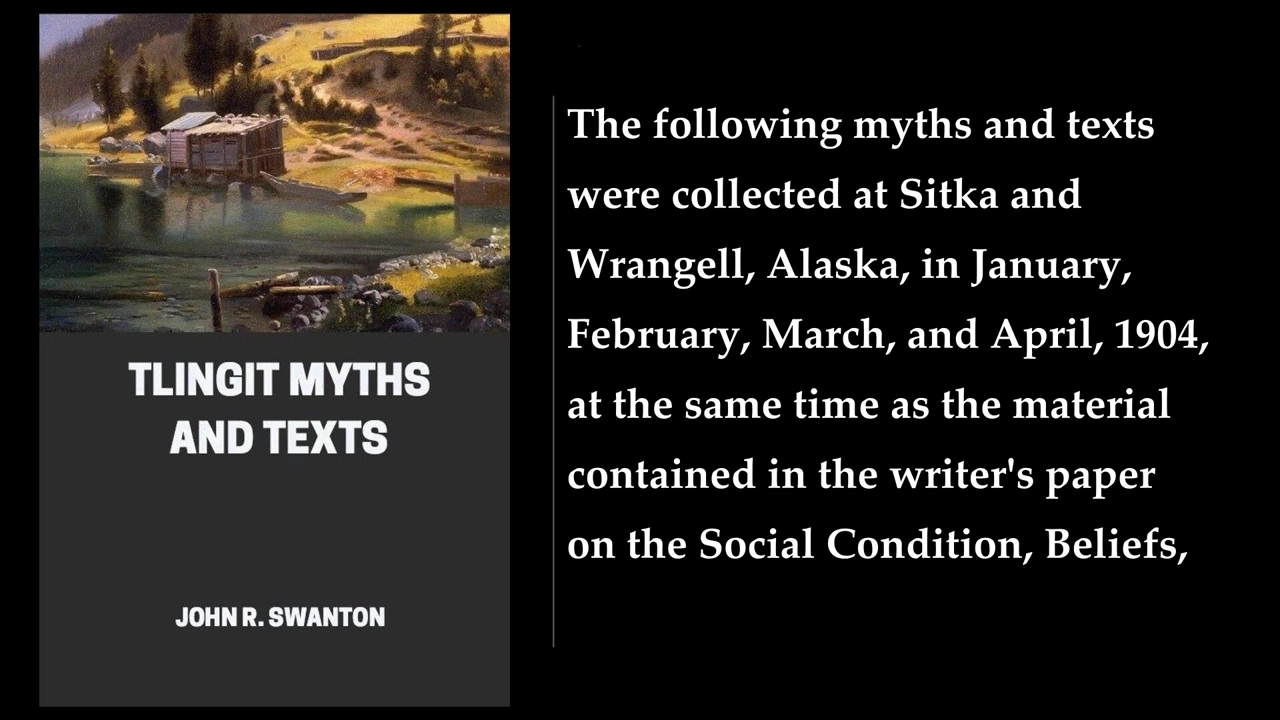 TLINGIT MYTHS
AND TEXTS
JOHN R. SWANTON
The following myths and texts
were collected at Sitka and
Wrangell, Alaska, in January,
February, March, and April, 1904,
at the same time as the material
contained in the writer's paper
on the Social Condition, Beliefs,